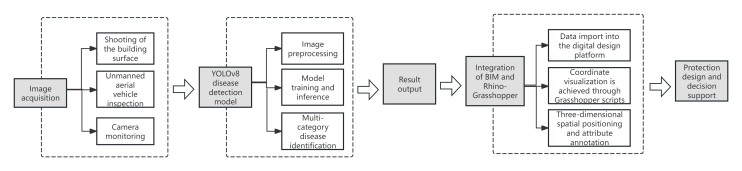 Image
acquisition
Shooting of
the building
surface
Unmanned
aerial
vehicle
inspection
Camera
monitoring
YOLOv8
disease
detection
model
Image
preprocessing
Model
training and
inference
Multi-
category
disease
identification
Result
output
Integration
of BIM and
Rhino-
Grasshopper
Data import into
the digital design
platform
Coordinate
visualization is
achieved through
Grasshopper scripts
Three-dimensional
spatial positioning
and attribute
annotation
Protection
design and
decision
support